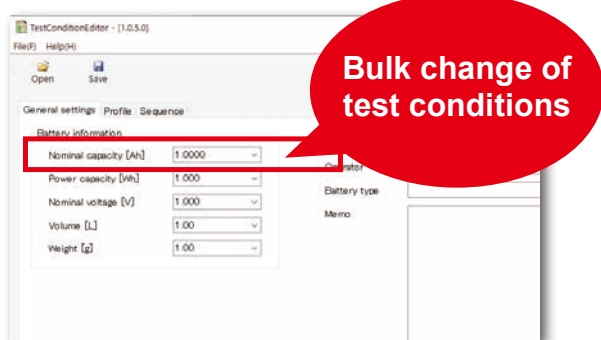 TestConditionEditor - [1.0.5.0]
File(F) Help(H)
Open Save
Bulk change of
test conditions
General settings Profile Sequence
Battery information
Nominal capacity [Ah] 1.0000
Power capacity [Wh] 1.000
Nominal voltage [V] 1.000
Volume [L] 1.00
Weight [g] 1.00
Operator
Battery type
Memo